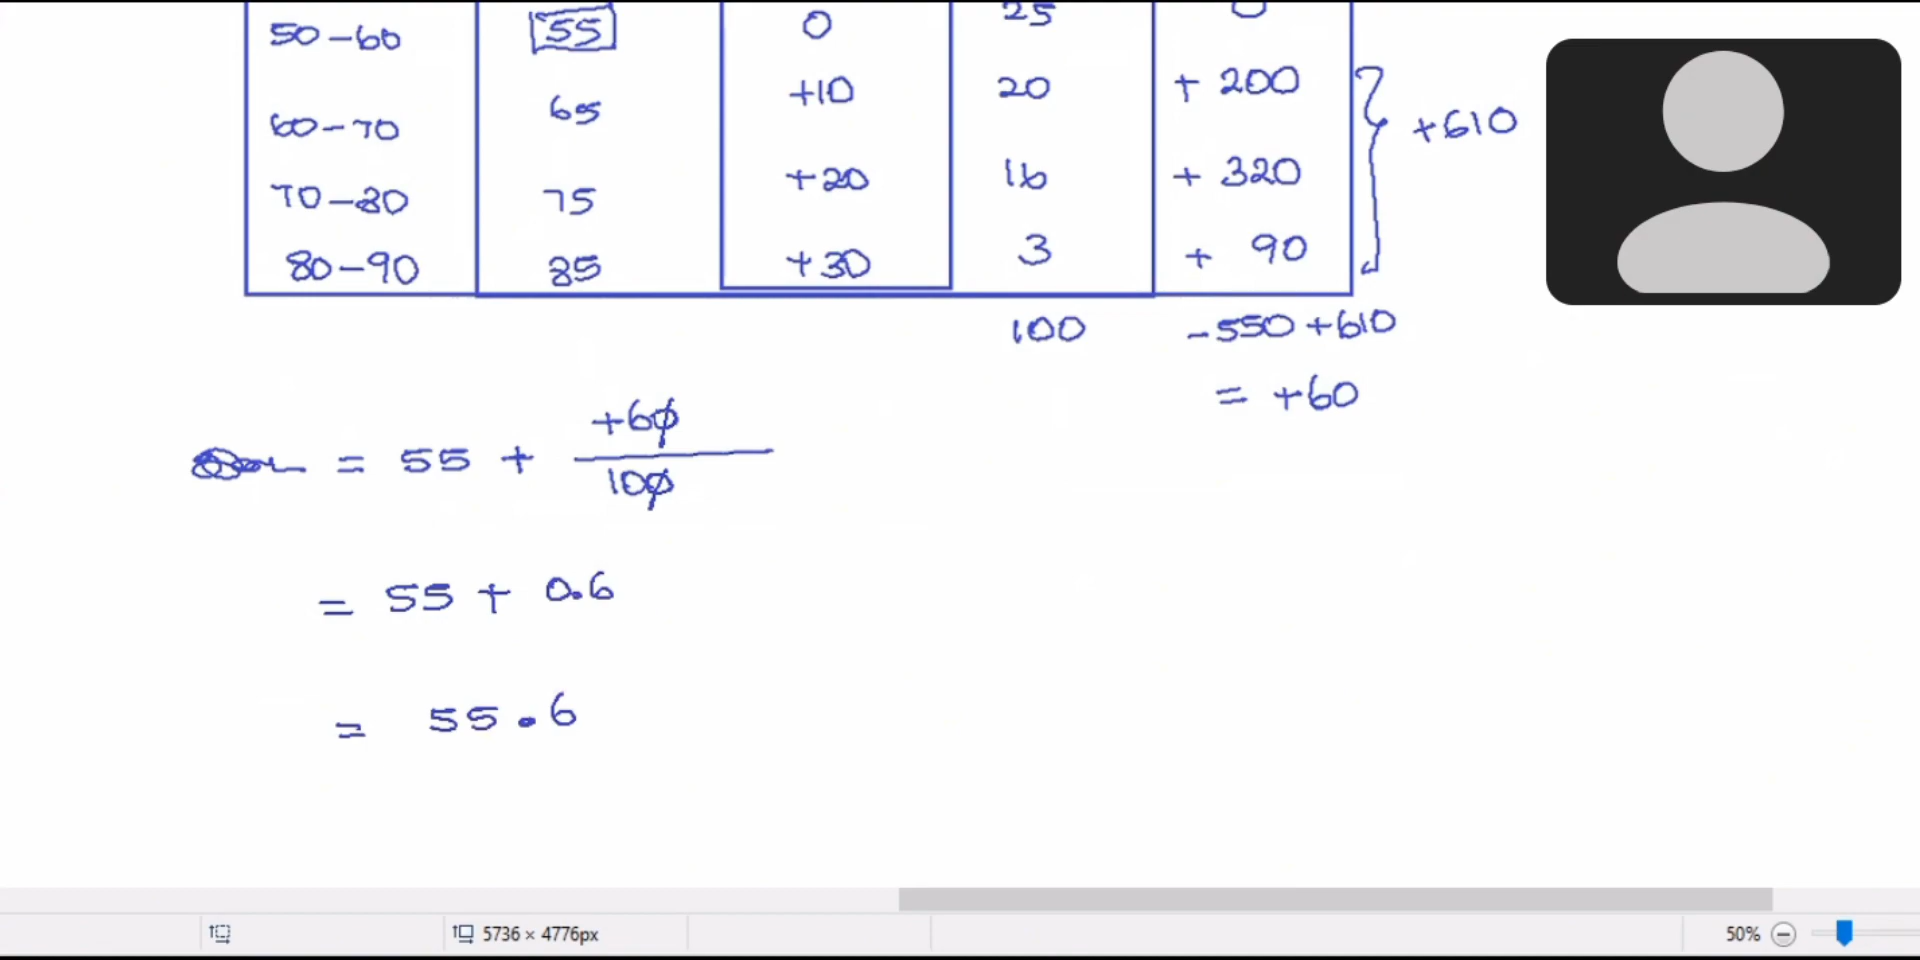 50-60 55 0 25 0
60-70 65 +10 20 + 200
70-80 75 +20 16 + 320
80-90 85 +30 3 + 90
+610
100 -550+610
= +60
= 55 + +60/100
= 55 + 0.6
= 55.6
5736 × 4776px 50%